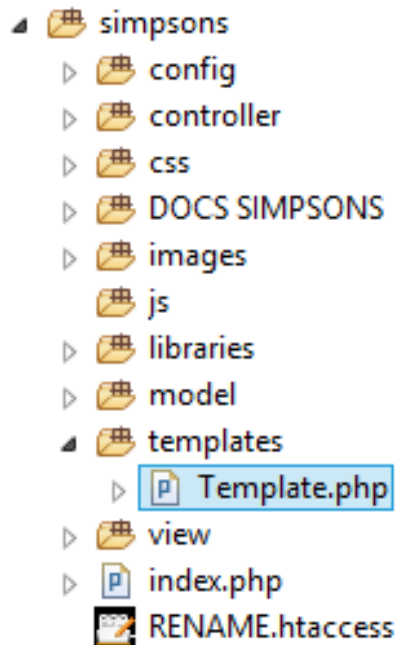 simpsons
config
controller
css
DOCS SIMPSONS
images
js
libraries
model
templates
Template.php
view
index.php
RENAME.htaccess